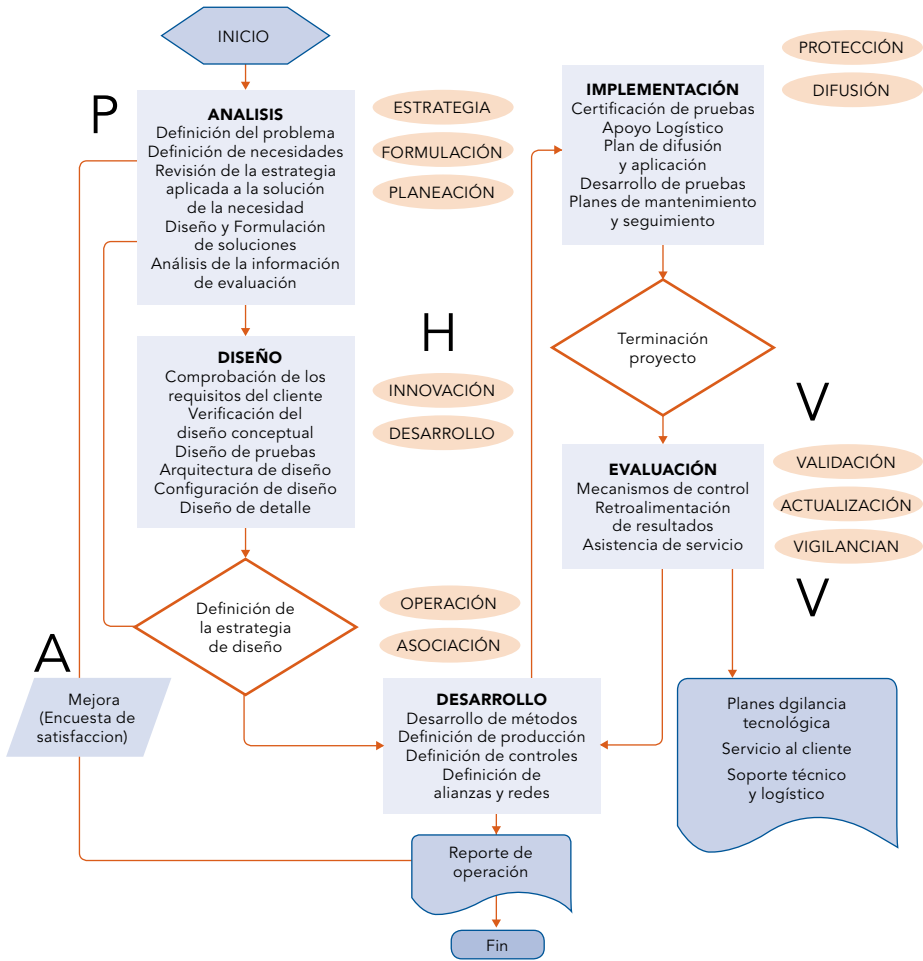 INICIO
P
ANALISIS
Definición del problema
Definición de necesidades
Revisión de la estrategia
aplicada a la solución
de la necesidad
Diseño y Formulación
de soluciones
Análisis de la información
de evaluación
ESTRATEGIA
FORMULACIÓN
PLANEACIÓN
H
DISEÑO
Comprobación de los
requisitos del cliente
Verificación del
diseño conceptual
Diseño de pruebas
Arquitectura de diseño
Configuración de diseño
Diseño de detalle
INNOVACIÓN
DESARROLLO
Definición de
la estrategia
de diseño
OPERACIÓN
ASOCIACIÓN
A
Mejora
(Encuesta de
satisfaccion)
DESARROLLO
Desarrollo de métodos
Definición de producción
Definición de controles
Definición de
alianzas y redes
Reporte de
operación
Fin
IMPLEMENTACIÓN
Certificación de pruebas
Apoyo Logístico
Plan de difusión
y aplicación
Desarrollo de pruebas
Planes de mantenimiento
y seguimiento
PROTECCIÓN
DIFUSIÓN
Terminación
proyecto
V
EVALUACIÓN
Mecanismos de control
Retroalimentación
de resultados
Asistencia de servicio
VALIDACIÓN
ACTUALIZACIÓN
VIGILANCIAN
V
Planes dgilancia
tecnológica
Servicio al cliente
Soporte técnico
y logístico